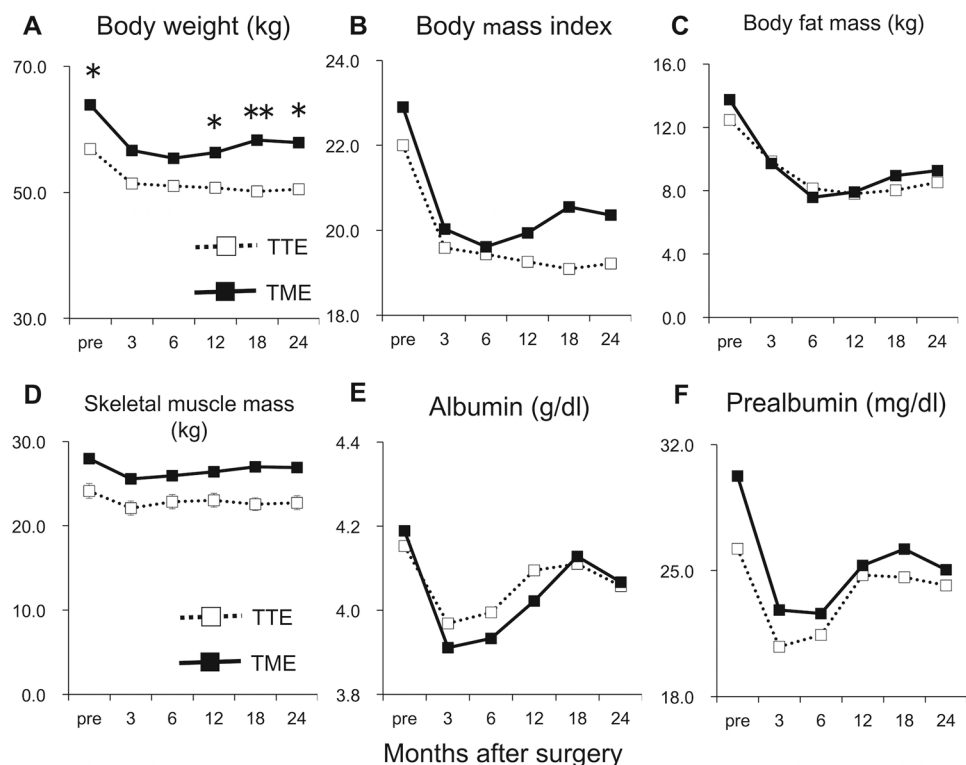 A Body weight (kg)
70.0
50.0
30.0
* * ** *
TTE
TME
pre 3 6 12 18 24
B Body mass index
24.0
22.0
20.0
18.0
pre 3 6 12 18 24
C Body fat mass (kg)
16.0
12.0
8.0
4.0
0.0
pre 3 6 12 18 24
D Skeletal muscle mass
(kg)
30.0
20.0
10.0
0.0
TTE
TME
pre 3 6 12 18 24
E Albumin (g/dl)
4.4
4.2
4.0
3.8
pre 3 6 12 18 24
F Prealbumin (mg/dl)
32.0
25.0
18.0
pre 3 6 12 18 24
Months after surgery